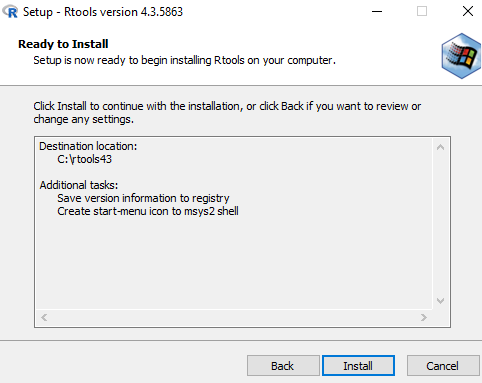 Setup - Rtools version 4.3.5863
Ready to Install
Setup is now ready to begin installing Rtools on your computer.
Click Install to continue with the installation, or click Back if you want to review or
change any settings.
Destination location:
C:\rtools43
Additional tasks:
Save version information to registry
Create start-menu icon to msys2 shell
Back
Install
Cancel